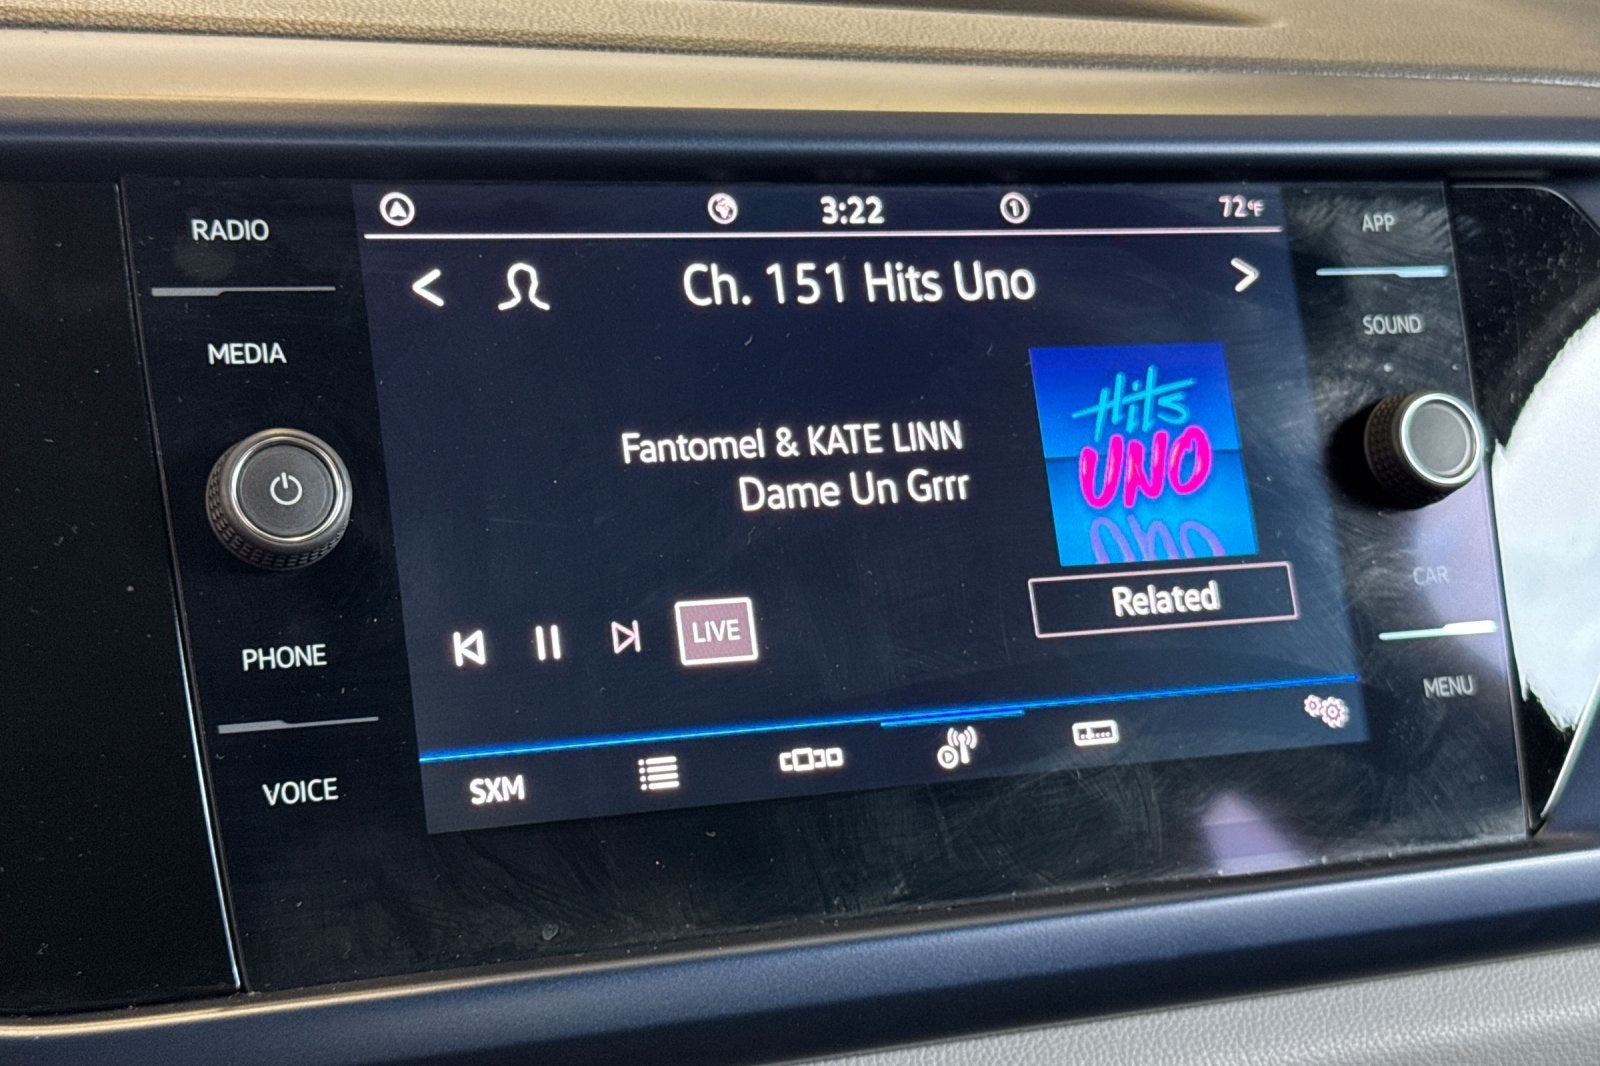 RADIO
MEDIA
PHONE
VOICE
3:22
1
72°F
Ch. 151 Hits Uno
Fantomel & KATE LINN
Dame Un Grrr
Hits
UNO
Related
LIVE
SXM
APP
SOUND
CAR
MENU